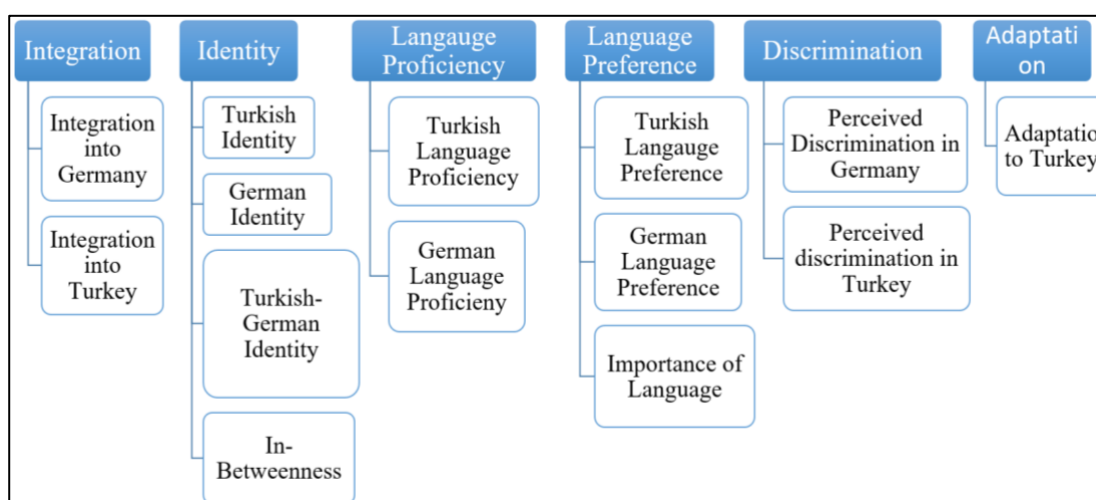 Integration
Integration
into
Germany
Integration
into
Turkey
Identity
Turkish
Identity
German
Identity
Turkish-
German
Identity
In-
Betweenness
Langauge
Proficiency
Turkish
Language
Proficiency
German
Language
Proficieny
Language
Preference
Turkish
Langauge
Preference
German
Language
Preference
Importance of
Language
Discrimination
Perceived
Discrimination in
Germany
Perceived
discrimination in
Turkey
Adaptati
on
Adaptatio
to Turkey